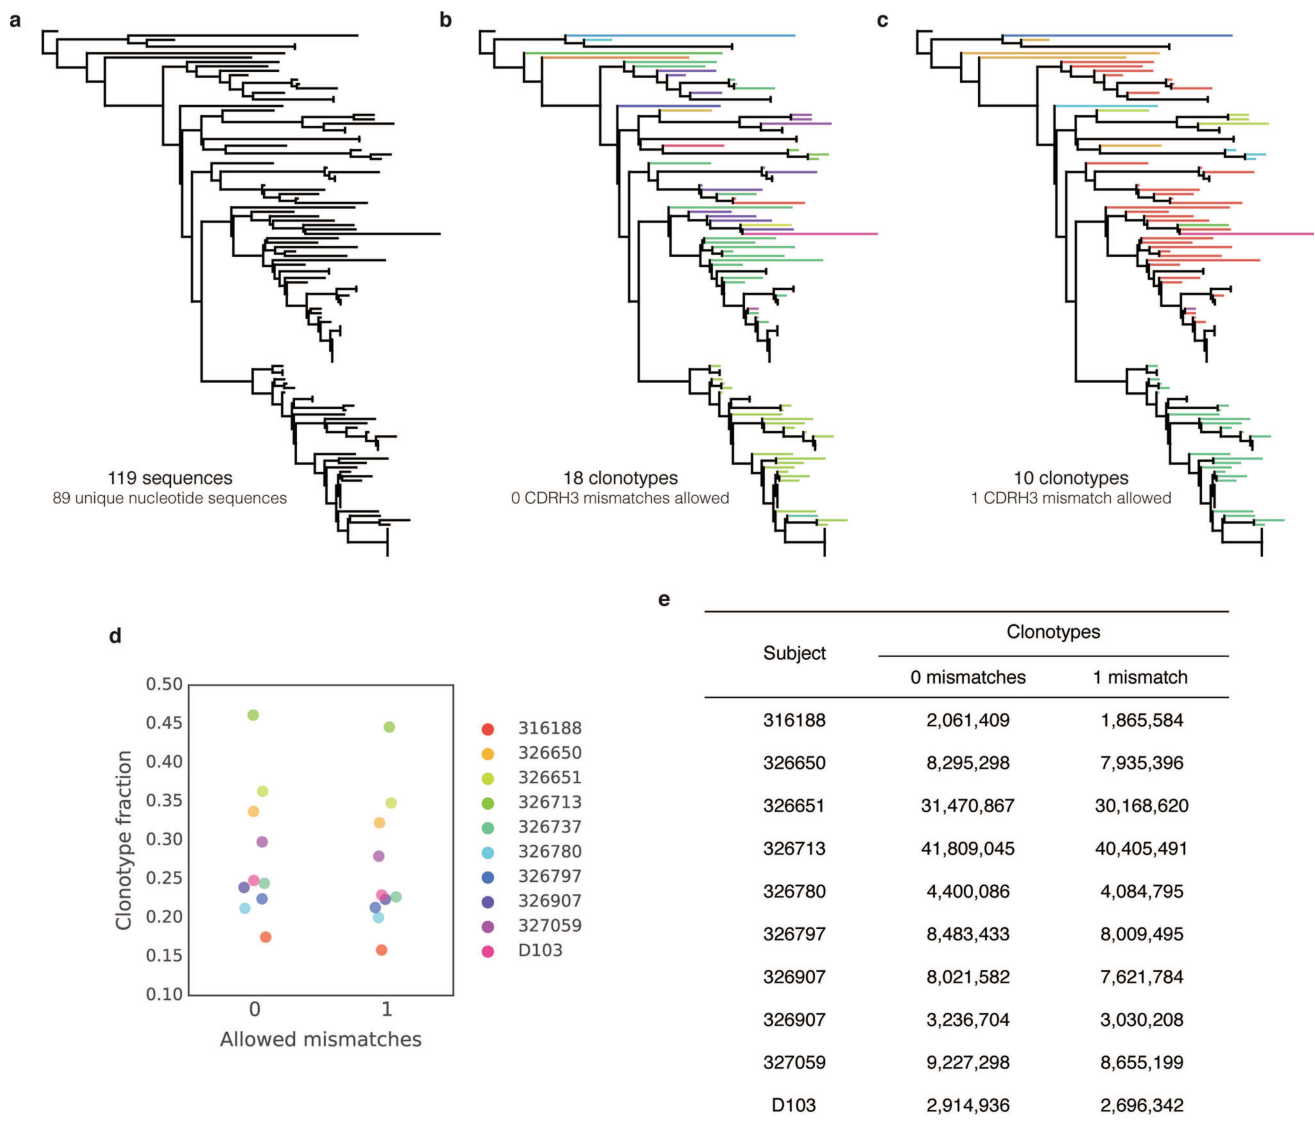 a
b
c
119 sequences
89 unique nucleotide sequences
18 clonotypes
0 CDRH3 mismatches allowed
10 clonotypes
1 CDRH3 mismatch allowed
d
0.50
0.45
0.40
0.35
0.30
0.25
0.20
0.15
0.10
Clonotype fraction
0 1
Allowed mismatches
316188
326650
326651
326713
326737
326780
326797
326907
327059
D103
e
Subject Clonotypes
0 mismatches 1 mismatch
316188 2,061,409 1,865,584
326650 8,295,298 7,935,396
326651 31,470,867 30,168,620
326713 41,809,045 40,405,491
326780 4,400,086 4,084,795
326797 8,483,433 8,009,495
326907 8,021,582 7,621,784
326907 3,236,704 3,030,208
327059 9,227,298 8,655,199
D103 2,914,936 2,696,342